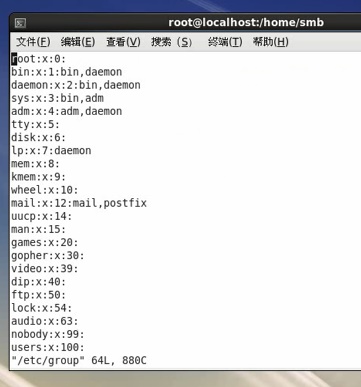 root@localhost:/home/smb
文件(F) 编辑(E) 查看(V) 搜索 (S) 终端(T) 帮助(H)
root:x:0:
bin:x:1:bin,daemon
daemon:x:2:bin,daemon
sys:x:3:bin,adm
adm:x:4:adm,daemon
tty:x:5:
disk:x:6:
lp:x:7:daemon
mem:x:8:
kmem:x:9:
wheel:x:10:
mail:x:12:mail,postfix
uucp:x:14:
man:x:15:
games:x:20:
gopher:x:30:
video:x:39:
dip:x:40:
ftp:x:50:
lock:x:54:
audio:x:63:
nobody:x:99:
users:x:100:
"/etc/group" 64L, 880C